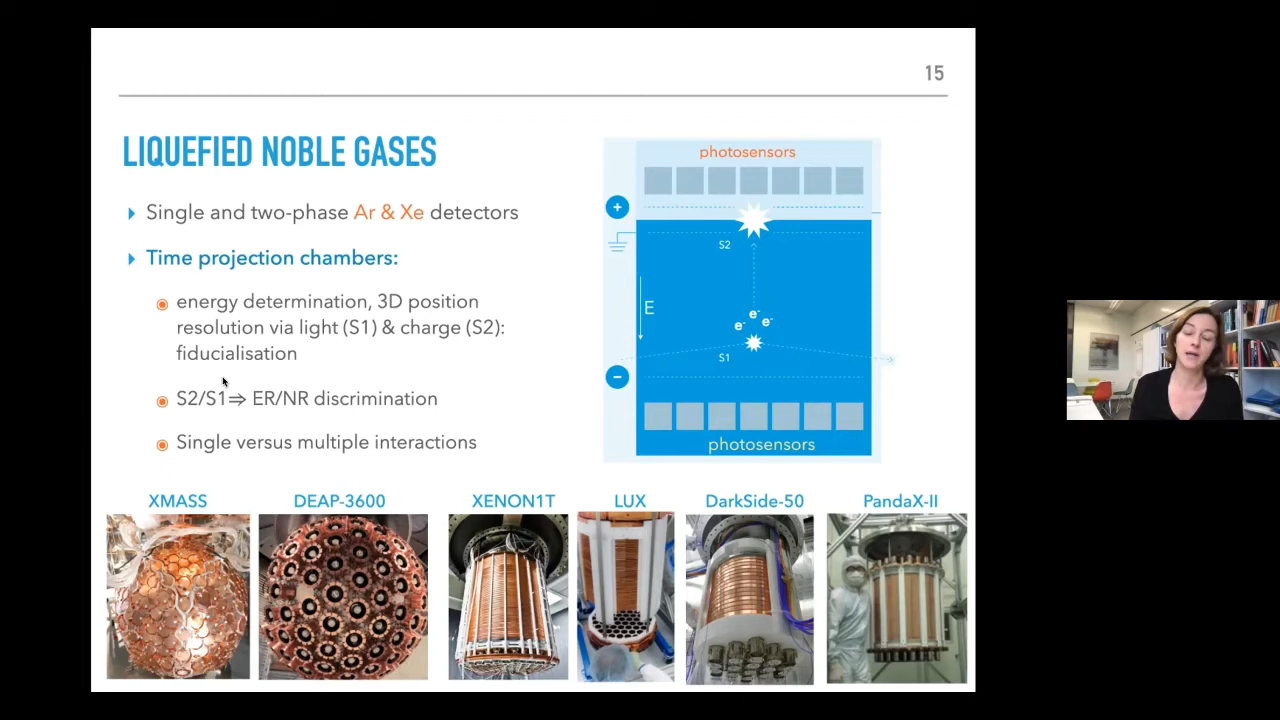 15
LIQUEFIED NOBLE GASES
Single and two-phase Ar & Xe detectors
Time projection chambers:
energy determination, 3D position
resolution via light (S1) & charge (S2):
fiducialisation
S2/S1⇒ ER/NR discrimination
Single versus multiple interactions
photosensors
+
S2
E
e-
e- e-
S1
−
photosensors
XMASS DEAP-3600 XENON1T LUX DarkSide-50 PandaX-II